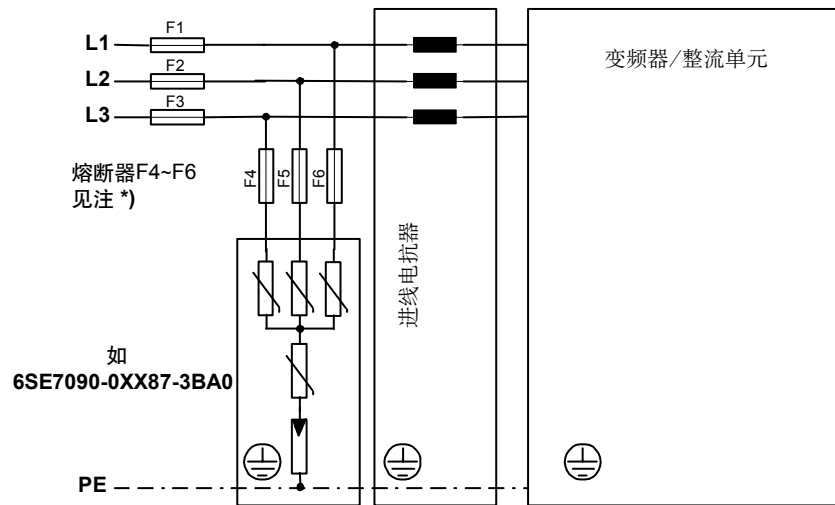 F1
L1
F2
变频器/整流单元
L2
F3
L3
熔断器F4~F6
见注 *)
F4
F5
F6
进线电抗器
如
6SE7090-0XX87-3BA0
PE